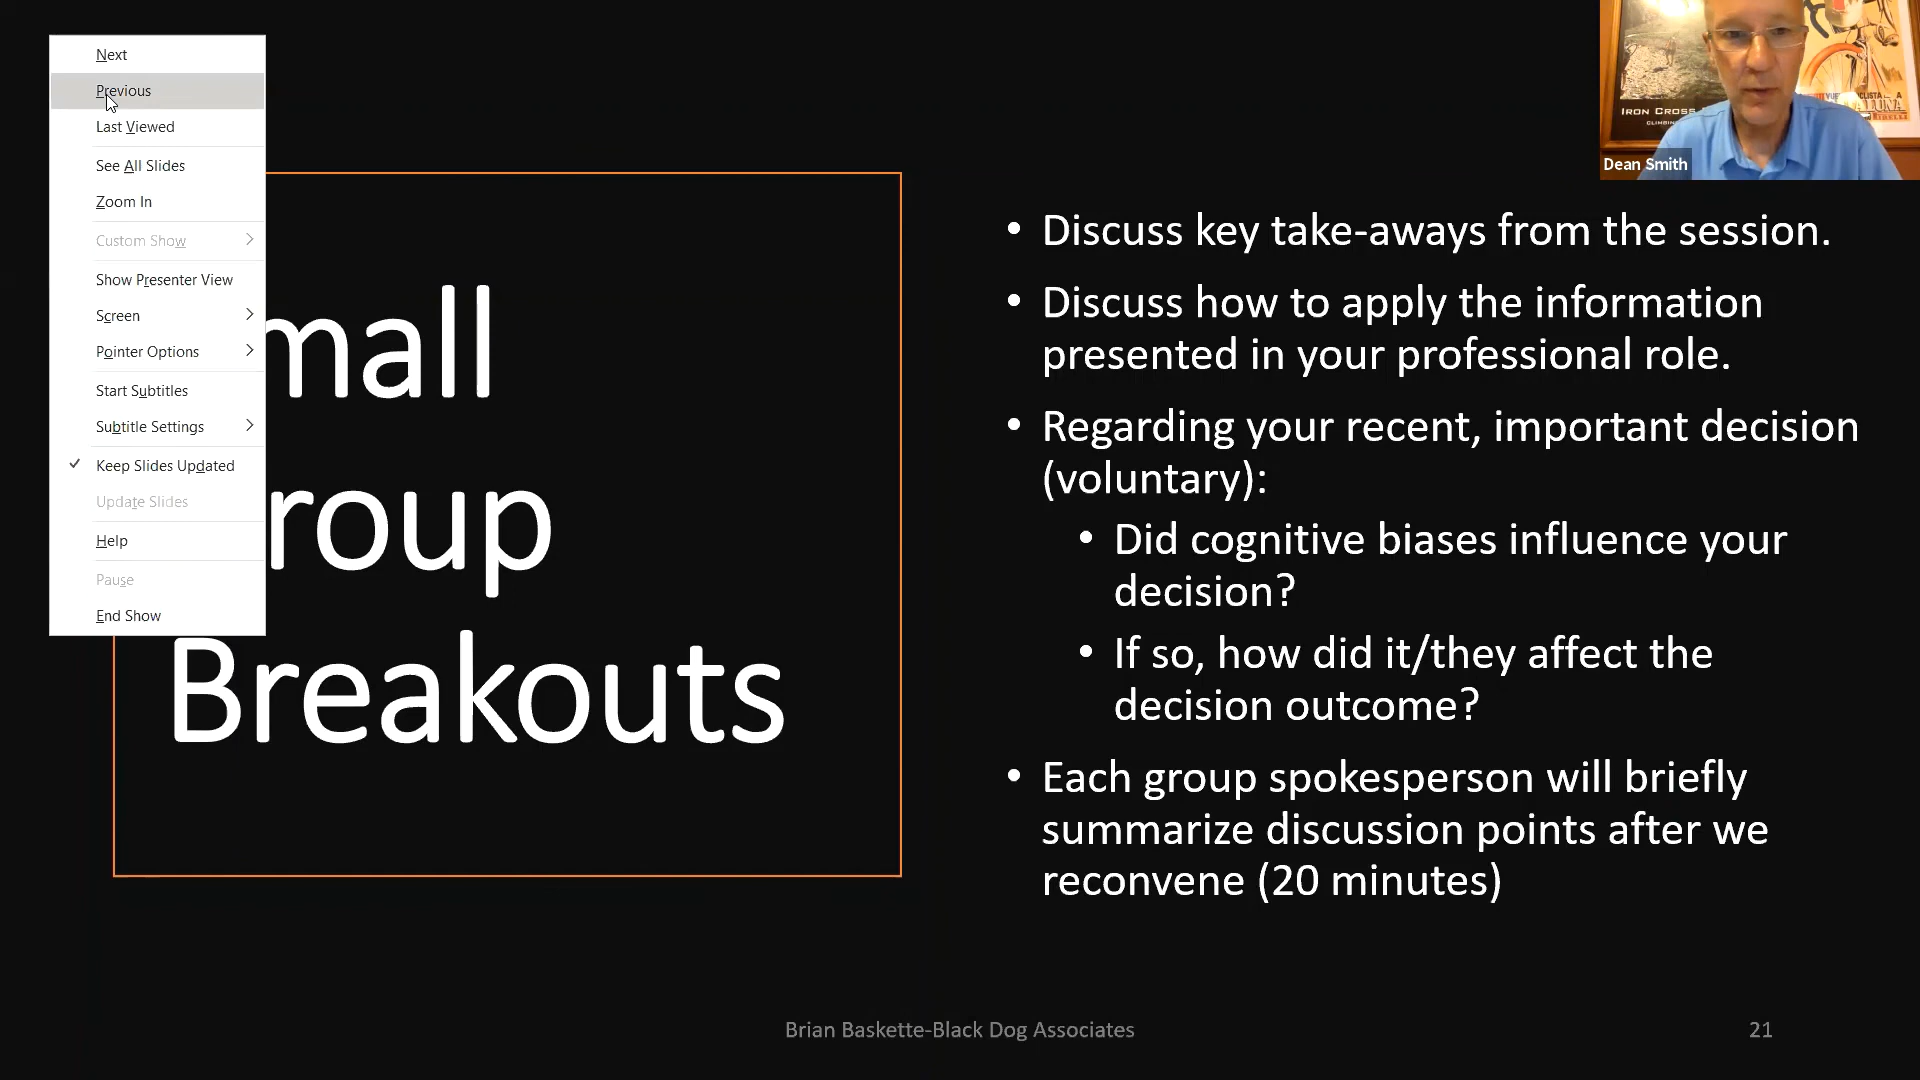 Next
Previous
Last Viewed
See All Slides
Zoom In
Custom Show
Show Presenter View
Screen
Pointer Options
Start Subtitles
Subtitle Settings
Keep Slides Updated
Update Slides
Help
Pause
End Show
mall
roup
Breakouts
IRON CROSS
Dean Smith
• Discuss key take-aways from the session.
• Discuss how to apply the information
presented in your professional role.
• Regarding your recent, important decision
(voluntary):
• Did cognitive biases influence your
decision?
• If so, how did it/they affect the
decision outcome?
• Each group spokesperson will briefly
summarize discussion points after we
reconvene (20 minutes)
Brian Baskette-Black Dog Associates
21